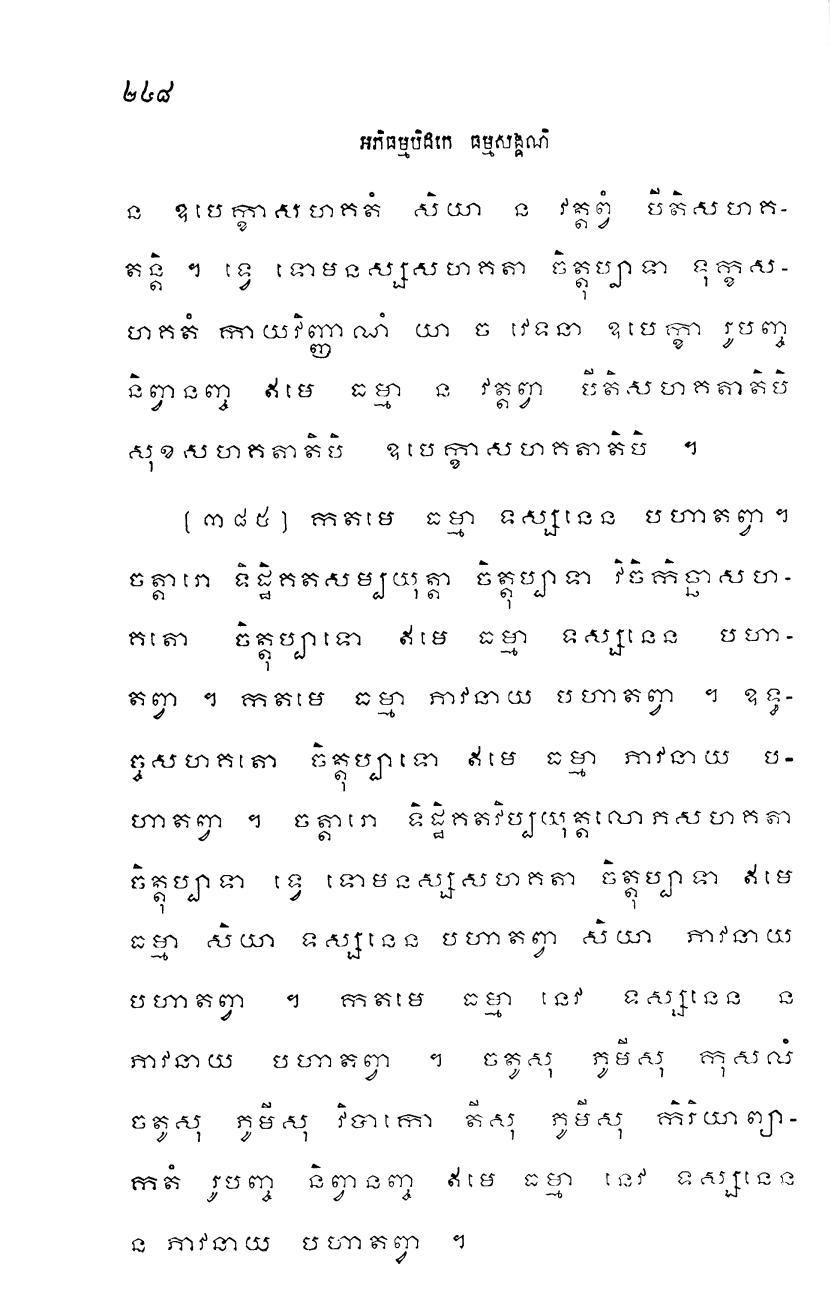 ២៤៨
អភិធម្មបិដកេ ធម្មសង្គណិ
ន ឧបេក្ខាសហគតំ សិយា ន វត្តព្វំ បីតិសហគ-
តន្តិ ។ ទ្វេ ទោមនស្សសហគតា ចិត្តុប្បាទា ទុក្ខស-
ហគតំ កាយវិញ្ញាណំ យា ច វេទនា ឧបេក្ខា រូបញ្ច
និព្វានញ្ច ឥមេ ធម្មា ន វត្តព្វា បីតិសហគតាតិបិ
សុខសហគតាតិបិ ឧបេក្ខាសហគតាតិបិ ។
[៣៨៥] កតមេ ធម្មា ទស្សនេន បហាតព្វា ។
ចត្តារោ ទិដ្ឋិគតសម្បយុត្តា ចិត្តុប្បាទា វិចិកិច្ឆាសហ-
គតោ ចិត្តុប្បាទោ ឥមេ ធម្មា ទស្សនេន បហា-
តព្វា ។ កតមេ ធម្មា ភាវនាយ បហាតព្វា ។ ឧទ្ធ-
ច្ចសហគតោ ចិត្តុប្បាទោ ឥមេ ធម្មា ភាវនាយ ប-
ហាតព្វា ។ ចត្តារោ ទិដ្ឋិគតវិប្បយុត្តលោភសហគតា
ចិត្តុប្បាទា ទ្វេ ទោមនស្សសហគតា ចិត្តុប្បាទា ឥមេ
ធម្មា សិយា ទស្សនេន បហាតព្វា សិយា ភាវនាយ
បហាតព្វា ។ កតមេ ធម្មា នេវ ទស្សនេន ន
ភាវនាយ បហាតព្វា ។ ចតូសុ ភូមីសុ កុសលំ
ចតូសុ ភូមីសុ វិបាកោ តីសុ ភូមីសុ កិរិយាព្យា-
កតំ រូបញ្ច និព្វានញ្ច ឥមេ ធម្មា នេវ ទស្សនេន
ន ភាវនាយ បហាតព្វា ។